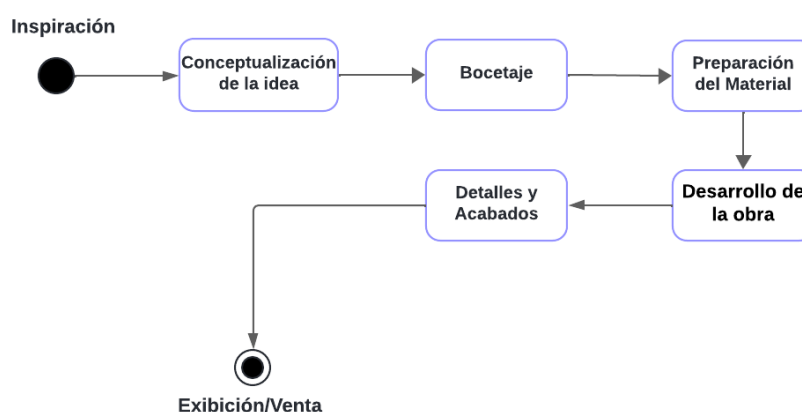 Inspiración
Conceptualización
de la idea
Bocetaje
Preparación
del Material
Desarrollo de
la obra
Detalles y
Acabados
Exibición/Venta